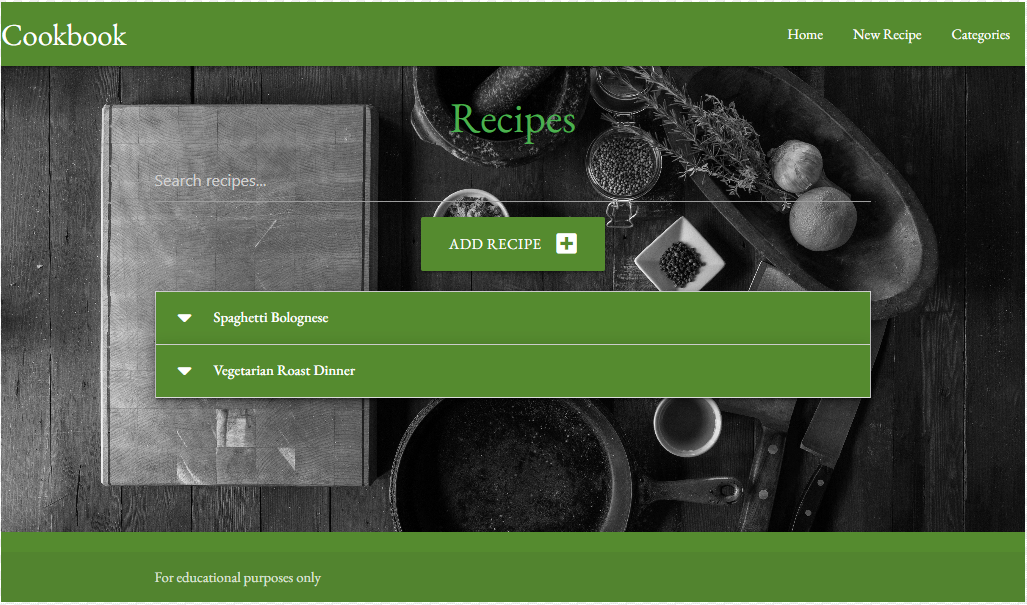 Cookbook
Home New Recipe Categories
Recipes
Search recipes...
ADD RECIPE
Spaghetti Bolognese
Vegetarian Roast Dinner
For educational purposes only